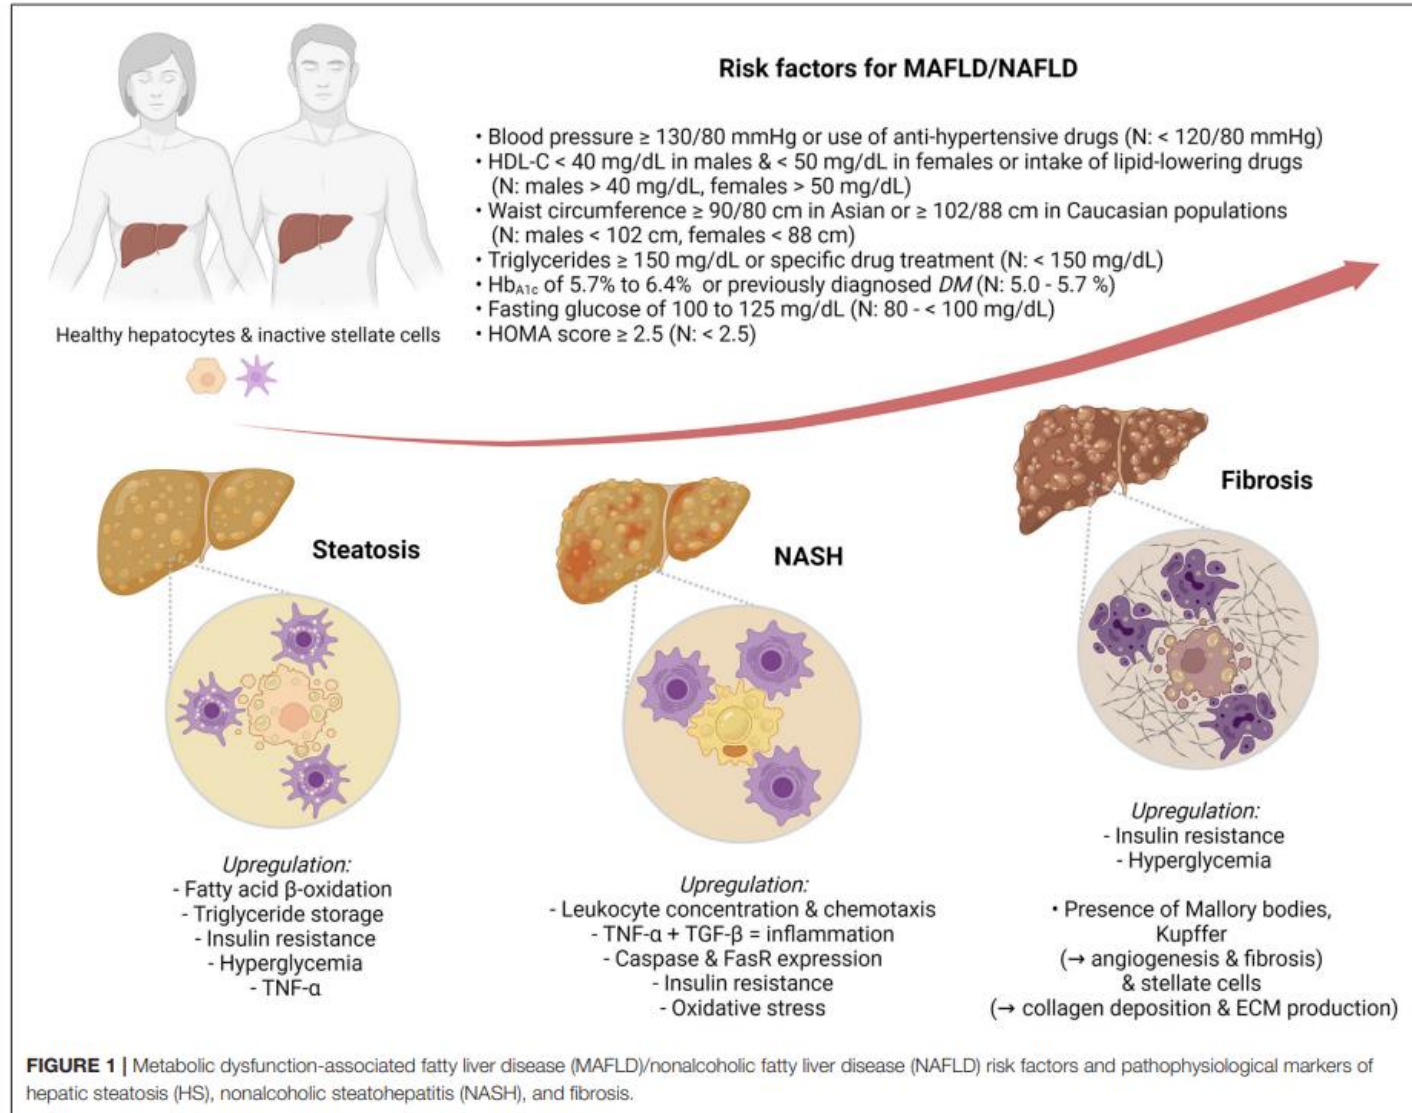 Risk factors for MAFLD/NAFLD
• Blood pressure ≥ 130/80 mmHg or use of anti-hypertensive drugs (N: < 120/80 mmHg)
• HDL-C < 40 mg/dL in males & < 50 mg/dL in females or intake of lipid-lowering drugs
(N: males > 40 mg/dL, females > 50 mg/dL)
• Waist circumference ≥ 90/80 cm in Asian or ≥ 102/88 cm in Caucasian populations
(N: males < 102 cm, females < 88 cm)
• Triglycerides ≥ 150 mg/dL or specific drug treatment (N: < 150 mg/dL)
• HbA1c of 5.7% to 6.4% or previously diagnosed DM (N: 5.0 - 5.7 %)
• Fasting glucose of 100 to 125 mg/dL (N: 80 - < 100 mg/dL)
• HOMA score ≥ 2.5 (N: < 2.5)
Healthy hepatocytes & inactive stellate cells
Steatosis
Upregulation:
- Fatty acid β-oxidation
- Triglyceride storage
- Insulin resistance
- Hyperglycemia
- TNF-α
NASH
Upregulation:
- Leukocyte concentration & chemotaxis
- TNF-α + TGF-β = inflammation
- Caspase & FasR expression
- Insulin resistance
- Oxidative stress
Fibrosis
Upregulation:
- Insulin resistance
- Hyperglycemia
• Presence of Mallory bodies,
Kupffer
(→ angiogenesis & fibrosis)
& stellate cells
(→ collagen deposition & ECM production)
FIGURE 1 | Metabolic dysfunction-associated fatty liver disease (MAFLD)/nonalcoholic fatty liver disease (NAFLD) risk factors and pathophysiological markers of
hepatic steatosis (HS), nonalcoholic steatohepatitis (NASH), and fibrosis.